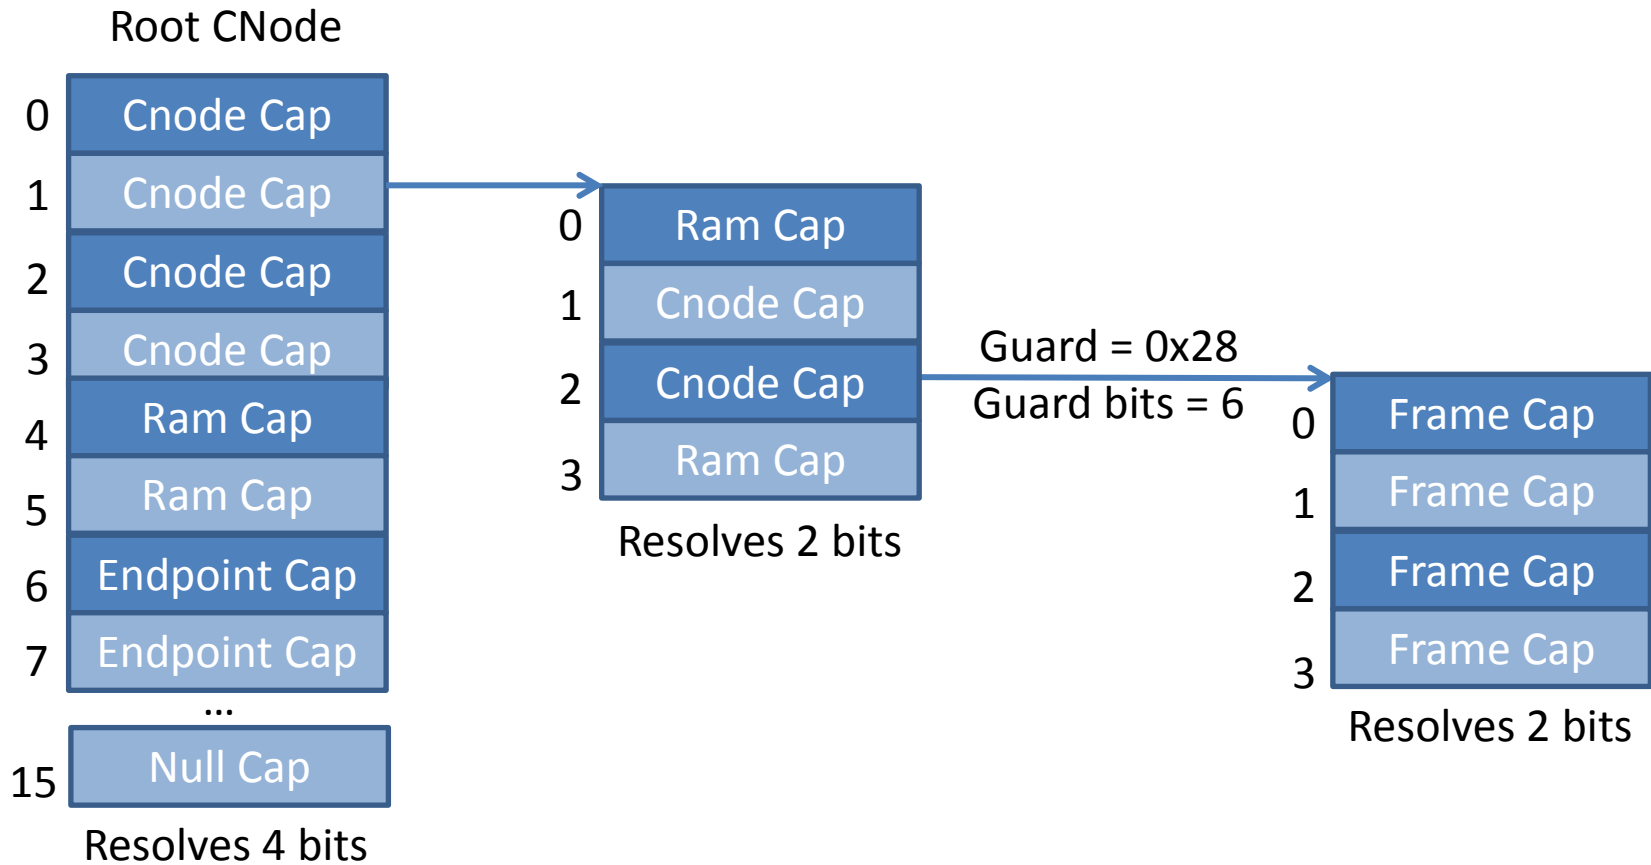 Root CNode
0 Cnode Cap
1 Cnode Cap
2 Cnode Cap
3 Cnode Cap
4 Ram Cap
5 Ram Cap
6 Endpoint Cap
7 Endpoint Cap
...
15 Null Cap
Resolves 4 bits
0 Ram Cap
1 Cnode Cap
2 Cnode Cap
3 Ram Cap
Resolves 2 bits
Guard = 0x28
Guard bits = 6
0 Frame Cap
1 Frame Cap
2 Frame Cap
3 Frame Cap
Resolves 2 bits